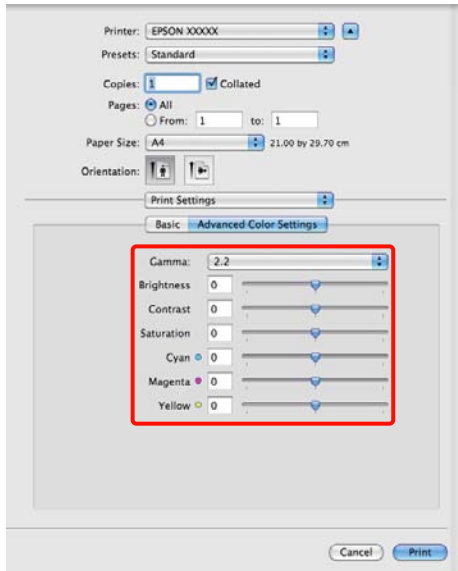 Printer: EPSON XXXXX
Presets: Standard
Copies: 1 Collated
Pages: All
From: 1 to: 1
Paper Size: A4 21.00 by 29.70 cm
Orientation:
Print Settings
Basic Advanced Color Settings
Gamma: 2.2
Brightness 0
Contrast 0
Saturation 0
Cyan 0
Magenta 0
Yellow 0
Cancel Print